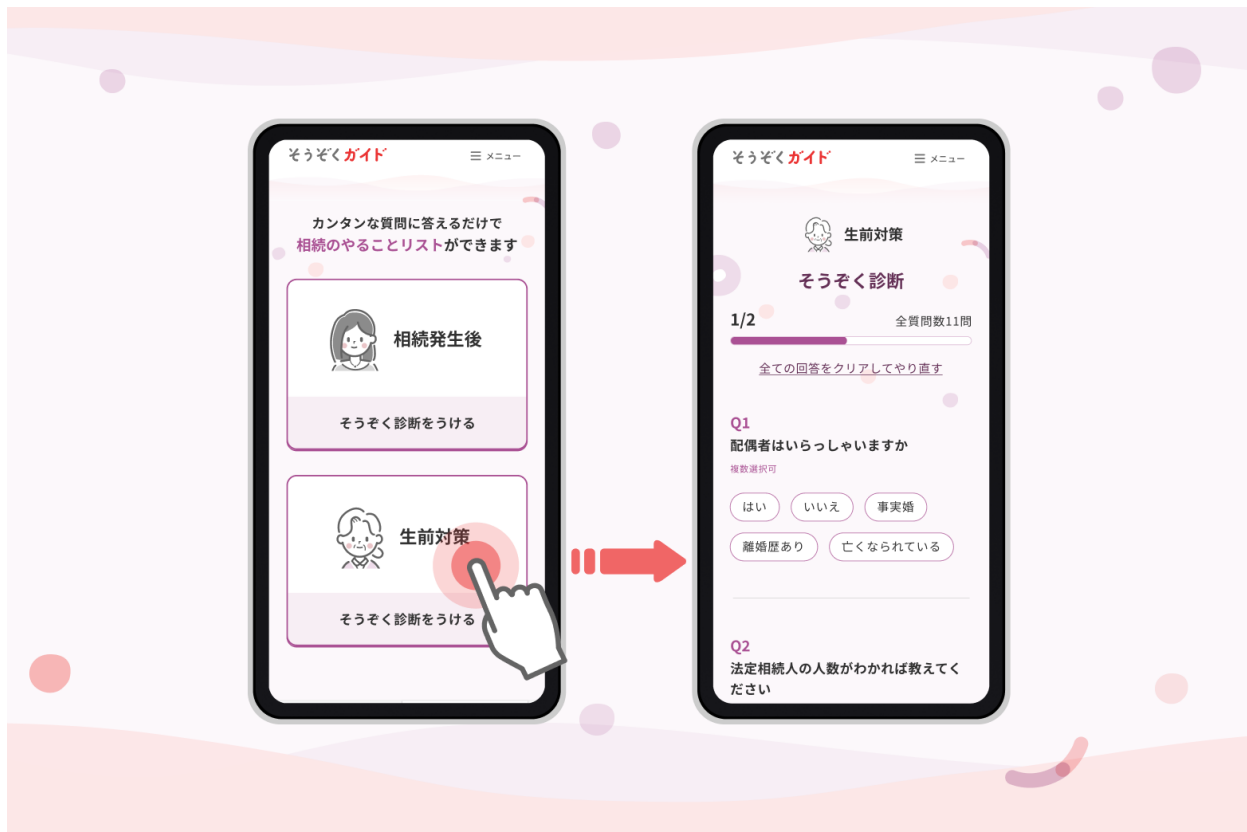 そうぞくガイド
☰ メニュー
カンタンな質問に答えるだけで
相続のやることリストができます
相続発生後
そうぞく診断をうける
生前対策
そうぞく診断をうける
そうぞくガイド
☰ メニュー
生前対策
そうぞく診断
1/2
全質問数11問
全ての回答をクリアしてやり直す
Q1
配偶者はいらっしゃいますか
複数選択可
はい
いいえ
事実婚
離婚歴あり
亡くなられている
Q2
法定相続人の人数がわかれば教えてく
ださい